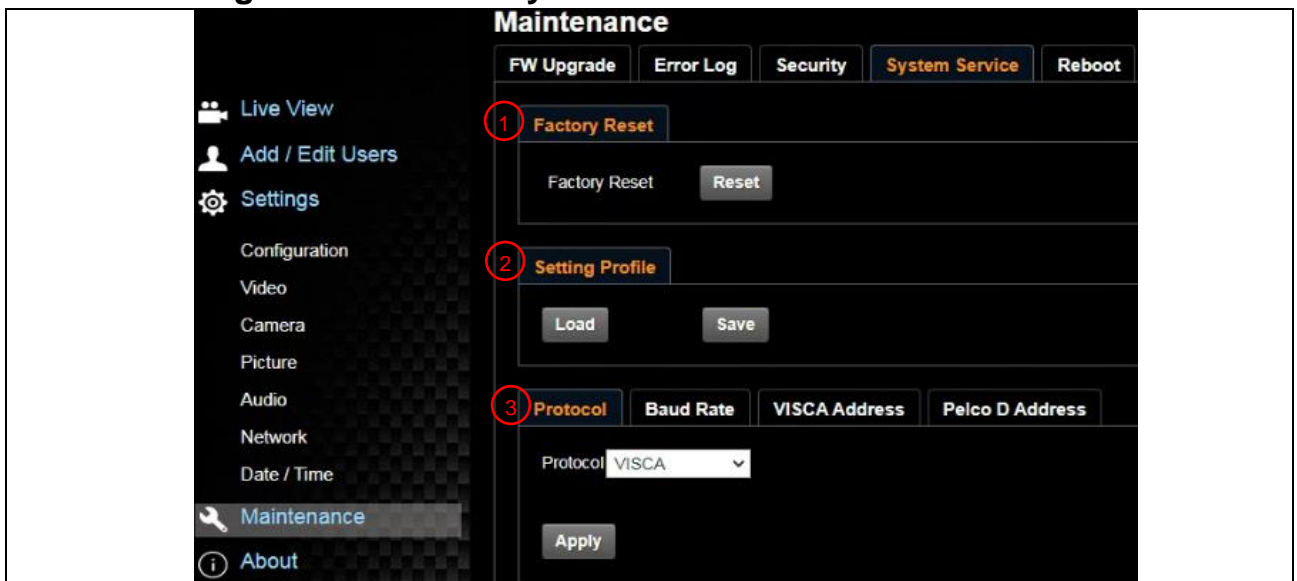 Maintenance
FW Upgrade Error Log Security System Service Reboot
Live View
Add / Edit Users
Settings
Configuration
Video
Camera
Picture
Audio
Network
Date / Time
Maintenance
About
1 Factory Reset
Factory Reset Reset
2 Setting Profile
Load Save
3 Protocol Baud Rate VISCA Address Pelco D Address
Protocol VISCA
Apply